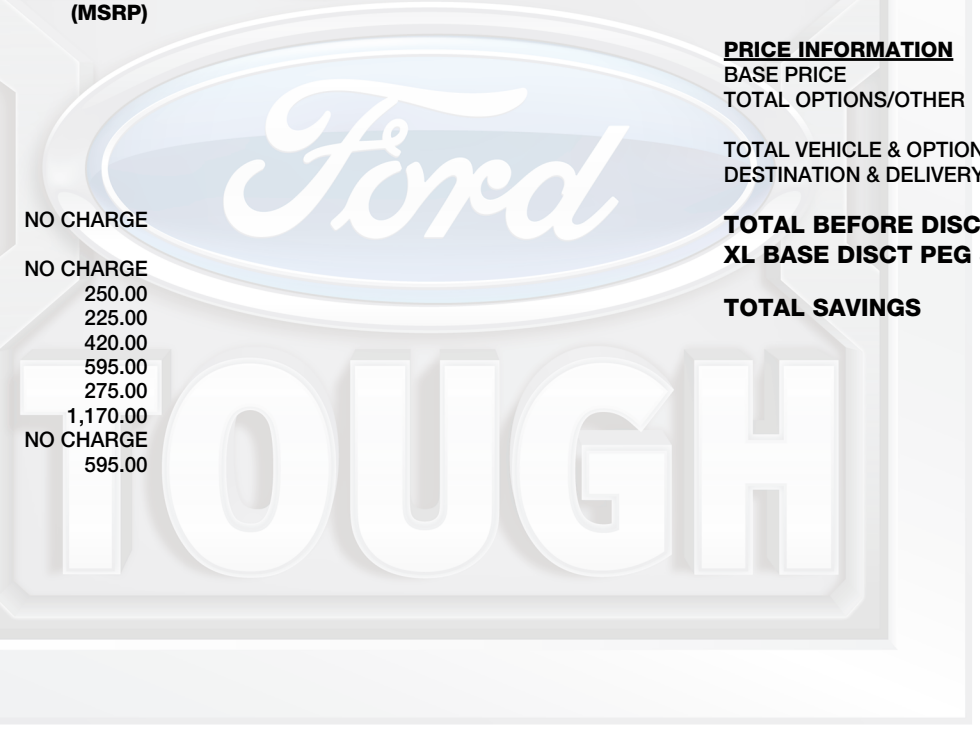 (MSRP)
NO CHARGE
NO CHARGE
250.00
225.00
420.00
595.00
275.00
1,170.00
NO CHARGE
595.00
PRICE INFORMATION
BASE PRICE
TOTAL OPTIONS/OTHER
TOTAL VEHICLE & OPTION
DESTINATION & DELIVERY
TOTAL BEFORE DISC
XL BASE DISCT PEG
TOTAL SAVINGS
Ford
TOUGH